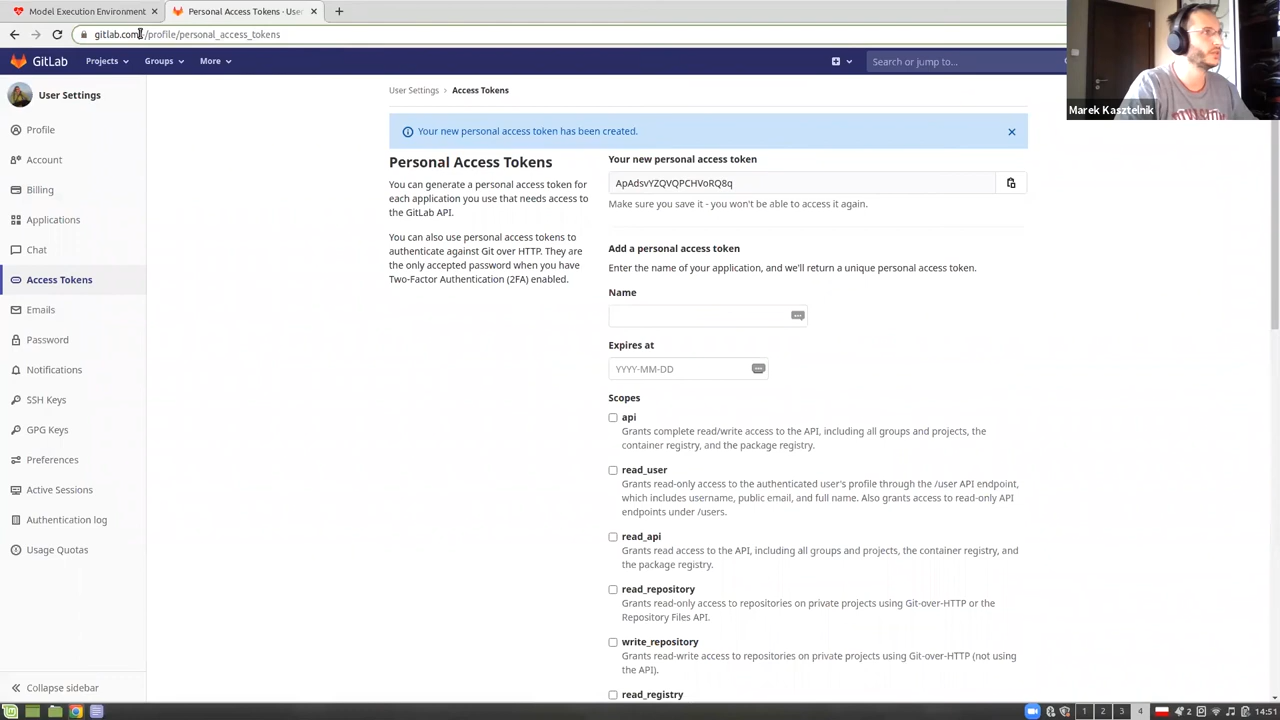 Model Execution Environment
Personal Access Tokens · Use
gitlab.com/-/profile/personal_access_tokens
GitLab
Projects
Groups
More
Search or jump to...
Marek Kasztelnik
User Settings
Profile
Account
Billing
Applications
Chat
Access Tokens
Emails
Password
Notifications
SSH Keys
GPG Keys
Preferences
Active Sessions
Authentication log
Usage Quotas
Collapse sidebar
User Settings > Access Tokens
Your new personal access token has been created.
Personal Access Tokens
You can generate a personal access token for
each application you use that needs access to
the GitLab API.
You can also use personal access tokens to
authenticate against Git over HTTP. They are
the only accepted password when you have
Two-Factor Authentication (2FA) enabled.
Your new personal access token
ApAdsvYZQVQPCHVoRQ8q
Make sure you save it - you won't be able to access it again.
Add a personal access token
Enter the name of your application, and we'll return a unique personal access token.
Name
Expires at
YYYY-MM-DD
Scopes
api
Grants complete read/write access to the API, including all groups and projects, the
container registry, and the package registry.
read_user
Grants read-only access to the authenticated user's profile through the /user API endpoint,
which includes username, public email, and full name. Also grants access to read-only API
endpoints under /users.
read_api
Grants read access to the API, including all groups and projects, the container registry, and
the package registry.
read_repository
Grants read-only access to repositories on private projects using Git-over-HTTP or the
Repository Files API.
write_repository
Grants read-write access to repositories on private projects using Git-over-HTTP (not using
the API).
read_registry
1 2 3 4
2
14:51